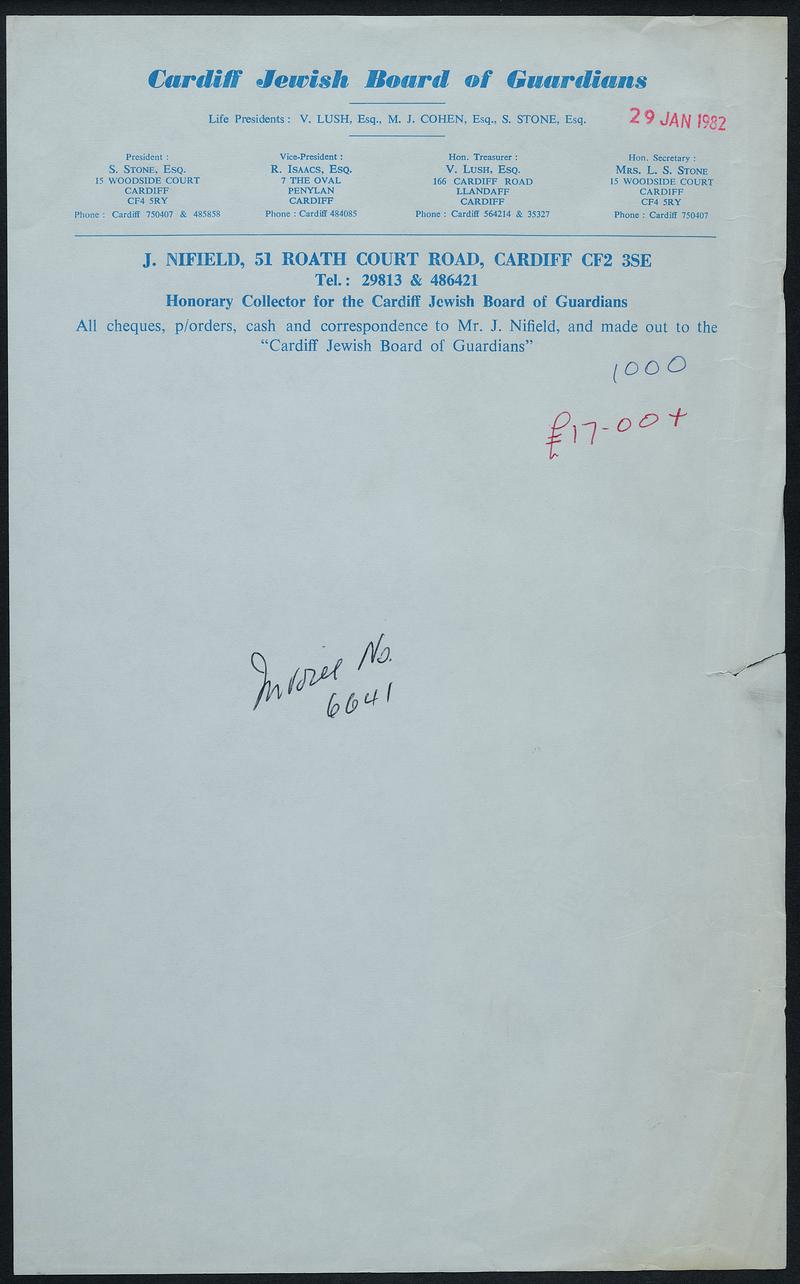 Cardiff Jewish Board of Guardians
Life Presidents: V. LUSH, Esq., M. J. COHEN, Esq., S. STONE, Esq.
29 JAN 1982
President :
S. STONE, ESQ.
15 WOODSIDE COURT
CARDIFF
CF4 5RY
Phone : Cardiff 750407 & 485858
Vice-President :
R. ISAACS, ESQ.
7 THE OVAL
PENYLAN
CARDIFF
Phone : Cardiff 484085
Hon. Treasurer :
V. LUSH, ESQ.
166 CARDIFF ROAD
LLANDAFF
CARDIFF
Phone : Cardiff 564214 & 35327
Hon. Secretary :
MRS. L. S. STONE
15 WOODSIDE COURT
CARDIFF
CF4 5RY
Phone : Cardiff 750407
J. NIFIELD, 51 ROATH COURT ROAD, CARDIFF CF2 3SE
Tel.: 29813 & 486421
Honorary Collector for the Cardiff Jewish Board of Guardians
All cheques, p/orders, cash and correspondence to Mr. J. Nifield, and made out to the
"Cardiff Jewish Board of Guardians"
1000
£17-00+
Invoice No.
6641